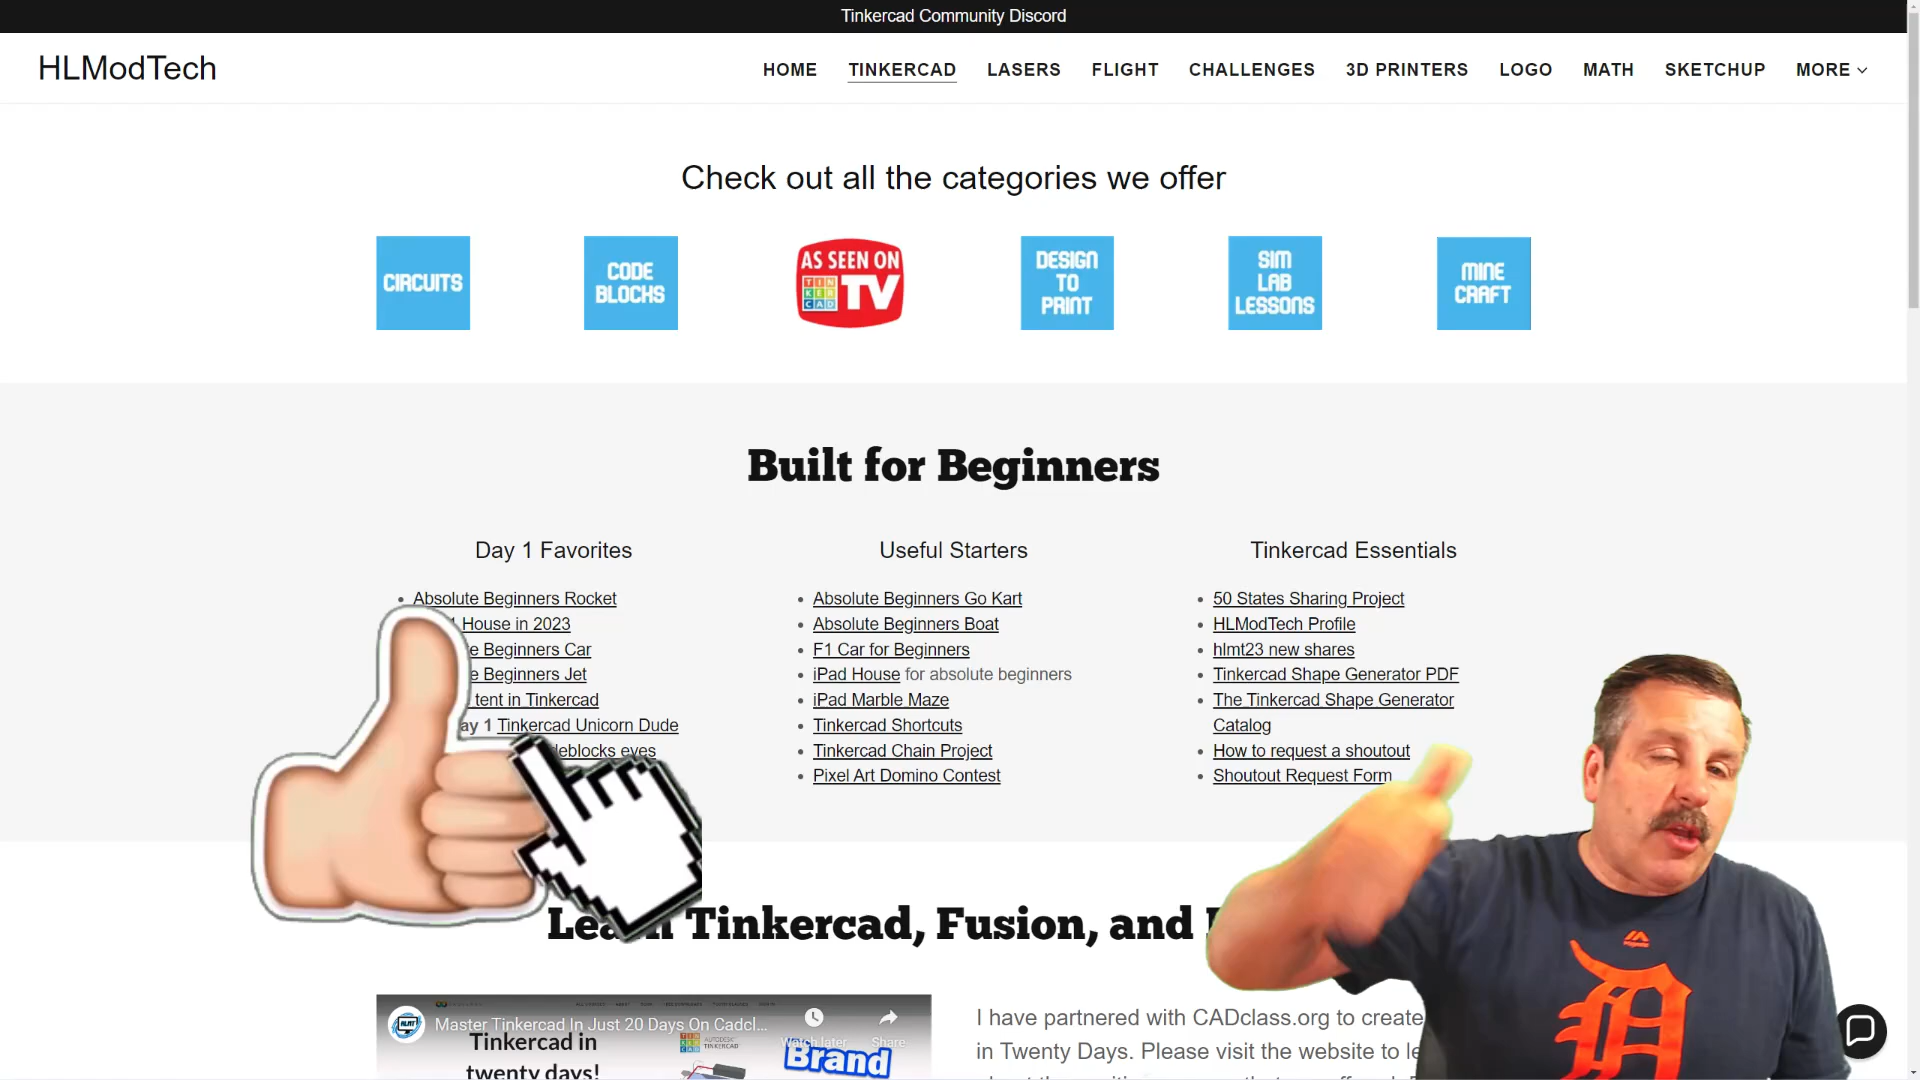 Tinkercad Community Discord
HLModTech
HOME TINKERCAD LASERS FLIGHT CHALLENGES 3D PRINTERS LOGO MATH SKETCHUP MORE
Check out all the categories we offer
CIRCUITS
CODE
BLOCKS
AS SEEN ON
TIN
KER
CAD
TV
DESIGN
TO
PRINT
SIM
LAB
LESSONS
MINE
CRAFT
Built for Beginners
Day 1 Favorites
Absolute Beginners Rocket
House in 2023
Beginners Car
Beginners Jet
tent in Tinkercad
Tinkercad Unicorn Dude
eyes
Useful Starters
Absolute Beginners Go Kart
Absolute Beginners Boat
F1 Car for Beginners
iPad House for absolute beginners
iPad Marble Maze
Tinkercad Shortcuts
Tinkercad Chain Project
Pixel Art Domino Contest
Tinkercad Essentials
50 States Sharing Project
HLModTech Profile
hlmt23 new shares
Tinkercad Shape Generator PDF
The Tinkercad Shape Generator
Catalog
How to request a shoutout
Shoutout Request Form
Tinkercad, Fusion, and
HLMT
Master Tinkercad In Just 20 Days On Cadcl...
Watch later
Share
Tinkercad in
twenty days!
AUTODESK
TINKERCAD
Brand
I have partnered with CADclass.org to create
in Twenty Days. Please visit the website to